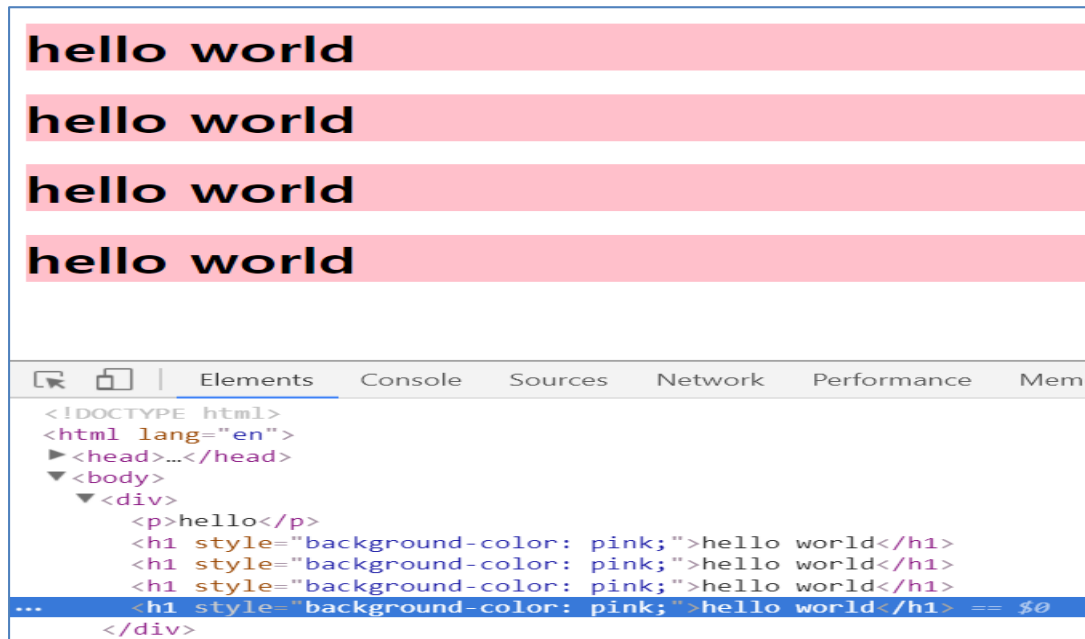 hello world
hello world
hello world
hello world
Elements Console Sources Network Performance Mem
<!DOCTYPE html>
<html lang="en">
<head>…</head>
<body>
<div>
<p>hello</p>
<h1 style="background-color: pink;">hello world</h1>
<h1 style="background-color: pink;">hello world</h1>
<h1 style="background-color: pink;">hello world</h1>
... <h1 style="background-color: pink;">hello world</h1> == $0
</div>